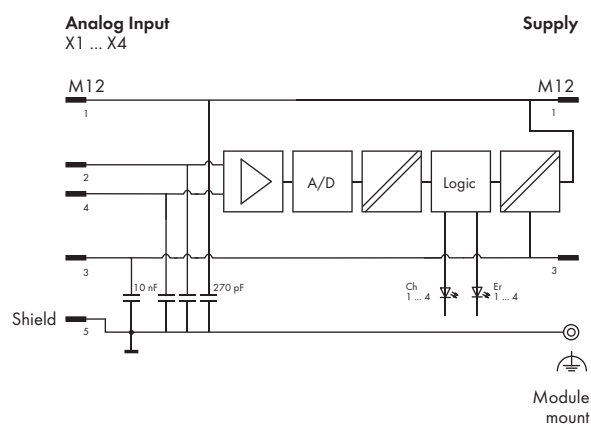 Analog Input
X1 ... X4
Supply
M12
M12
1
1
2
A/D
Logic
4
3
3
10 nF
270 pF
Ch
1 ... 4
Er
1 ... 4
Shield
5
Module
mount